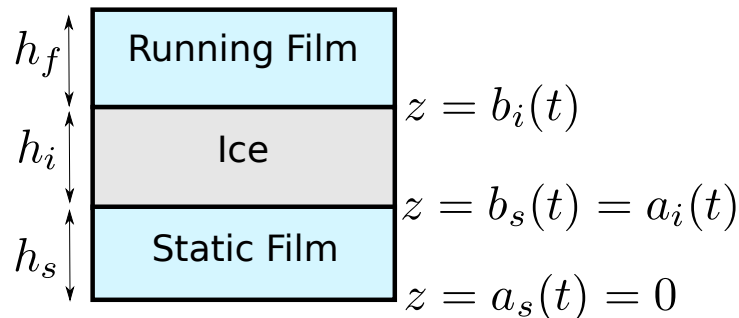 h_f Running Film
z = b_i(t)
h_i Ice
z = b_s(t) = a_i(t)
h_s Static Film
z = a_s(t) = 0